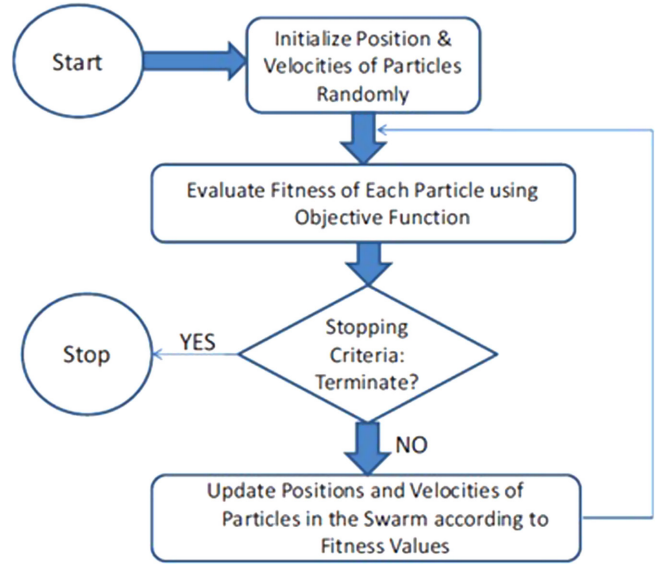 Start
Initialize Position &
Velocities of Particles
Randomly
Evaluate Fitness of Each Particle using
Objective Function
Stopping
Criteria:
Terminate?
YES
Stop
NO
Update Positions and Velocities of
Particles in the Swarm according to
Fitness Values